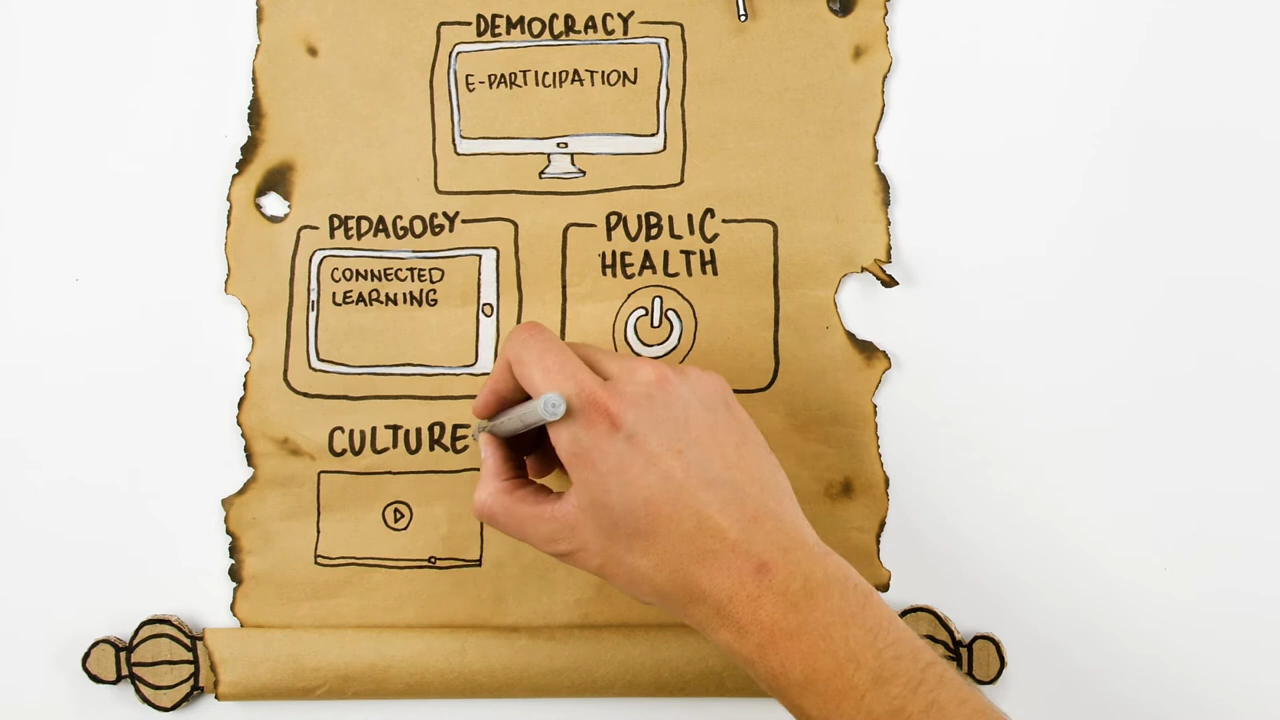 DEMOCRACY
E-PARTICIPATION
PEDAGOGY
CONNECTED
LEARNING
PUBLIC
HEALTH
CULTURE